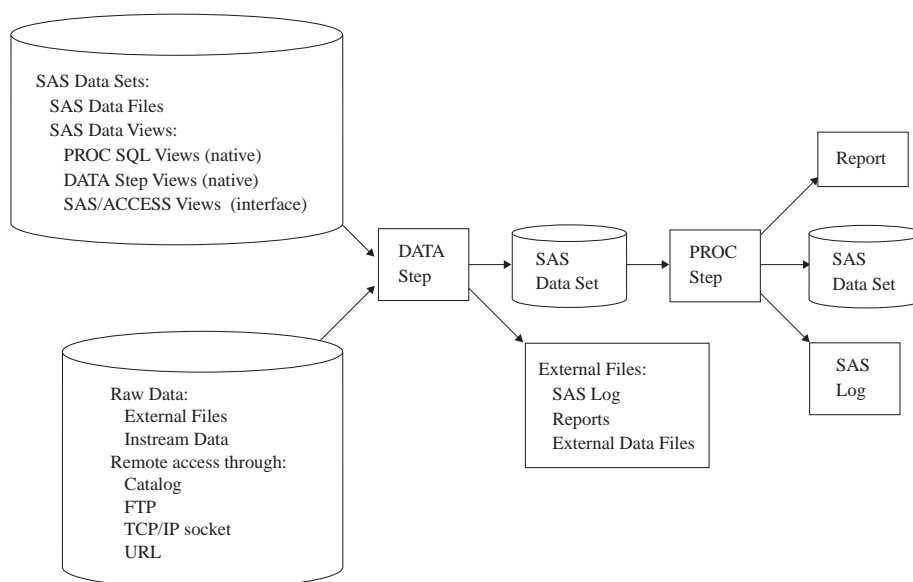 SAS Data Sets:
SAS Data Files
SAS Data Views:
PROC SQL Views (native)
DATA Step Views (native)
SAS/ACCESS Views (interface)
Raw Data:
External Files
Instream Data
Remote access through:
Catalog
FTP
TCP/IP socket
URL
DATA
Step
SAS
Data Set
External Files:
SAS Log
Reports
External Data Files
PROC
Step
Report
SAS
Data Set
SAS
Log